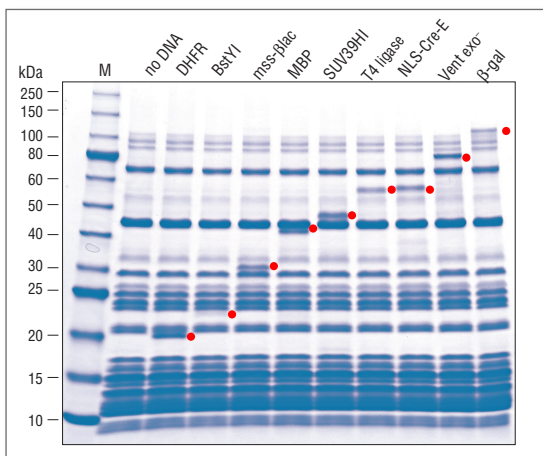 kDa
M
no DNA
DHFR
BstYI
mss-βlac
MBP
SUV39HI
T4 ligase
NLS-Cre-E
Vent exo⁻
β-gal
250
150
100
80
60
50
40
30
25
20
15
10